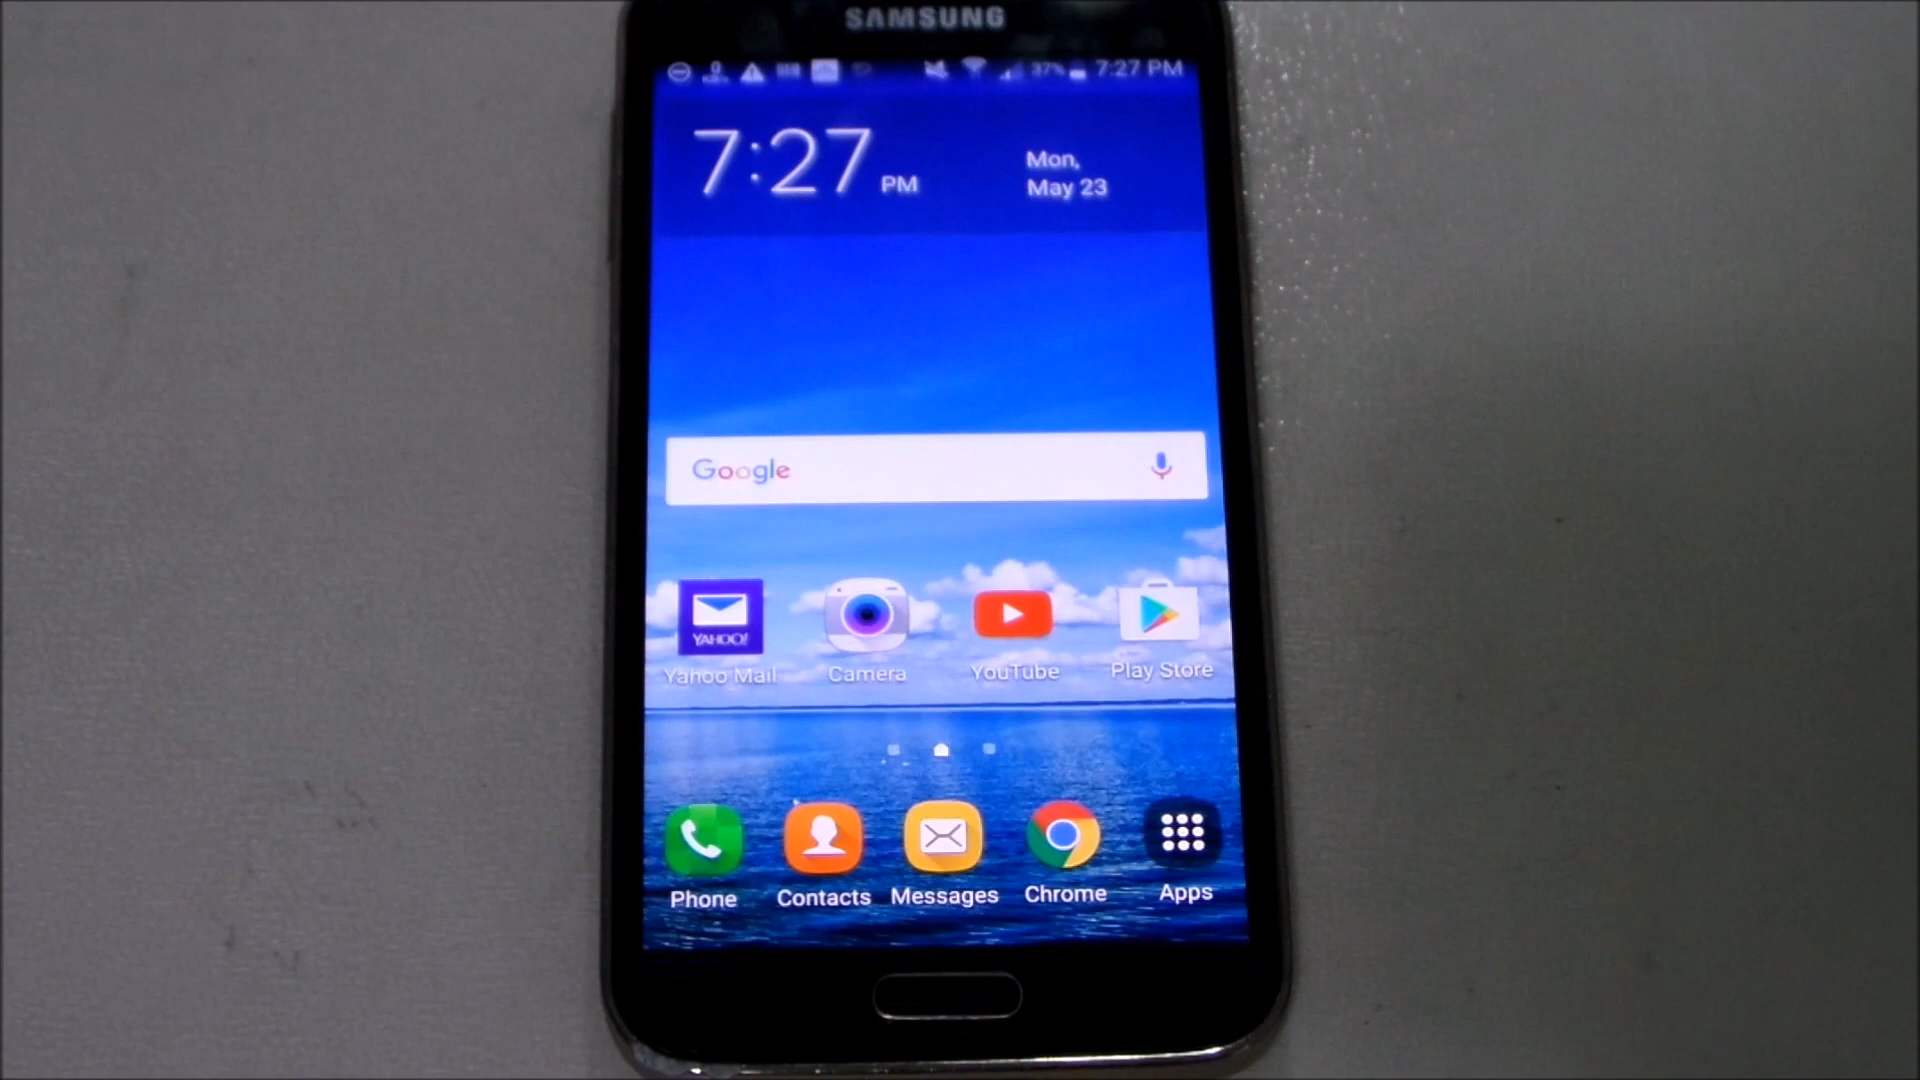 SAMSUNG
37% 7:27 PM
7:27 PM
Mon,
May 23
Google
YAHOO!
Yahoo Mail Camera YouTube Play Store
Phone Contacts Messages Chrome Apps